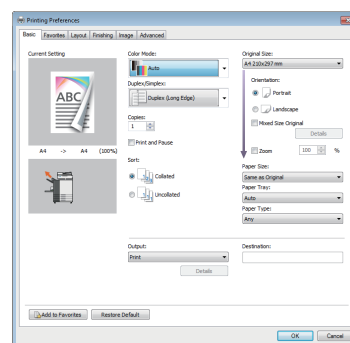 Printing Preferences
Basic
Favorites
Layout
Finishing
Image
Advanced
Current Setting
ABC
A4 -> A4 (100%)
Color Mode:
Auto
Duplex/Simplex:
Duplex (Long Edge)
Copies:
1
Print and Pause
Sort:
Collated
Uncollated
Output:
Print
Details
Original Size:
A4 210x297 mm
Orientation:
Portrait
Landscape
Mixed Size Original
Details
Zoom 100 %
Paper Size:
Same as Original
Paper Tray:
Auto
Paper Type:
Any
Destination:
Add to Favorites
Restore Default
OK
Cancel